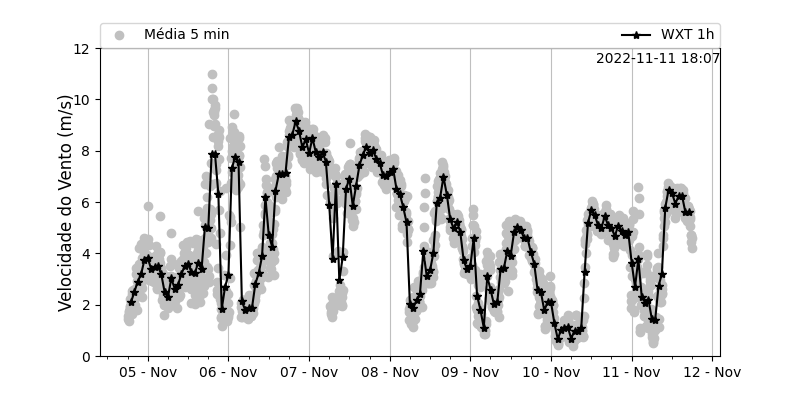 Média 5 min
WXT 1h
2022-11-11 18:07
Velocidade do Vento (m/s)
12
10
8
6
4
2
0
05 - Nov
06 - Nov
07 - Nov
08 - Nov
09 - Nov
10 - Nov
11 - Nov
12 - Nov